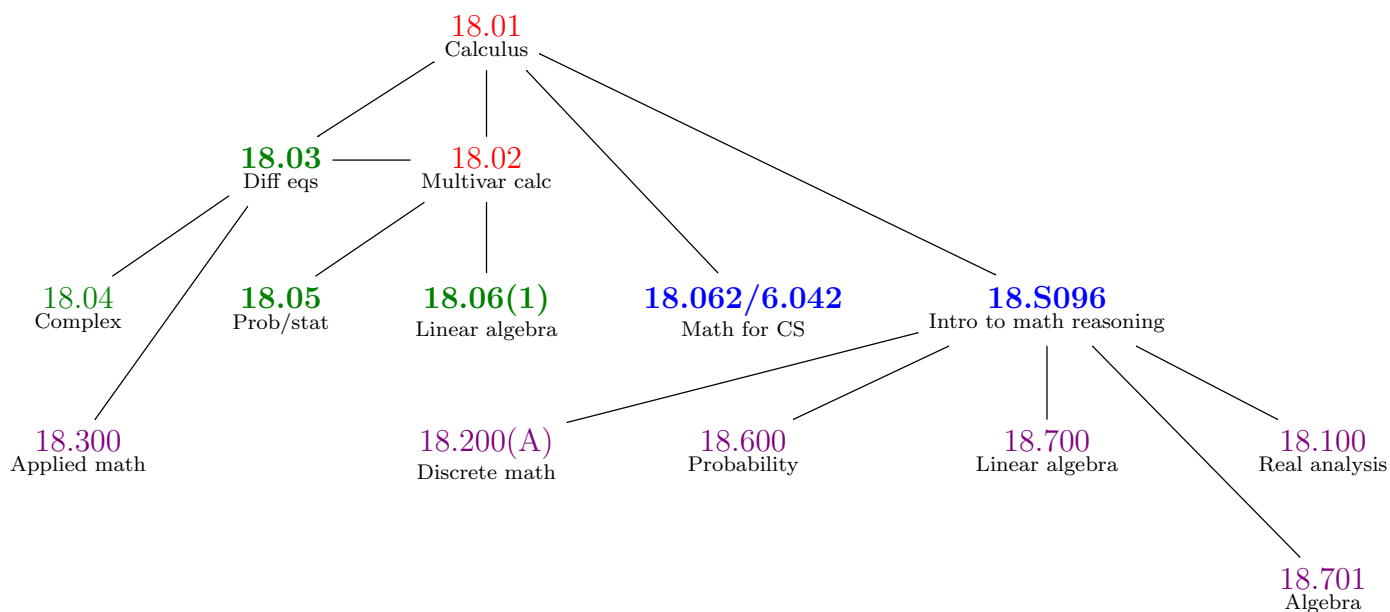 18.01
Calculus
18.03
Diff eqs
18.02
Multivar calc
18.04
Complex
18.05
Prob/stat
18.06(1)
Linear algebra
18.062/6.042
Math for CS
18.S096
Intro to math reasoning
18.300
Applied math
18.200(A)
Discrete math
18.600
Probability
18.700
Linear algebra
18.100
Real analysis
18.701
Algebra